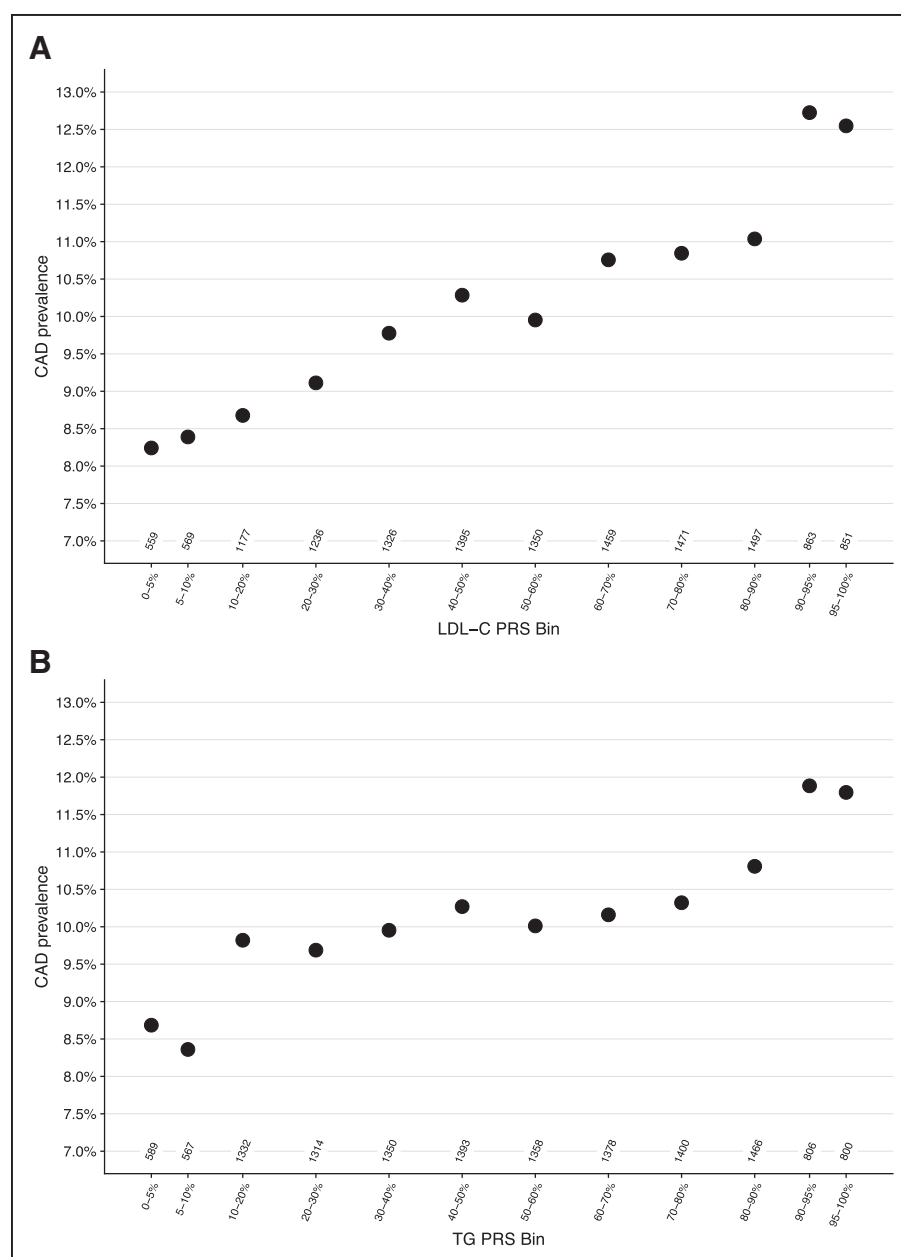 A
13.0%
12.5%
12.0%
11.5%
11.0%
10.5%
10.0%
9.5%
9.0%
8.5%
8.0%
7.5%
7.0%
CAD prevalence
559 569 1177 1236 1326 1395 1350 1459 1471 1497 863 851
0–5% 5–10% 10–20% 20–30% 30–40% 40–50% 50–60% 60–70% 70–80% 80–90% 90–95% 95–100%
LDL–C PRS Bin
B
13.0%
12.5%
12.0%
11.5%
11.0%
10.5%
10.0%
9.5%
9.0%
8.5%
8.0%
7.5%
7.0%
CAD prevalence
589 567 1332 1314 1350 1393 1358 1378 1400 1466 806 800
0–5% 5–10% 10–20% 20–30% 30–40% 40–50% 50–60% 60–70% 70–80% 80–90% 90–95% 95–100%
TG PRS Bin